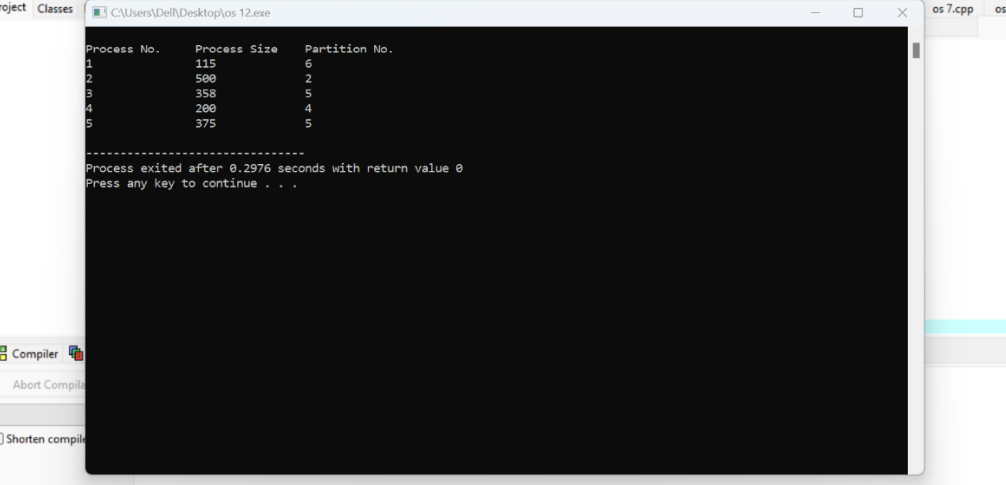 roject Classes
C:\Users\Dell\Desktop\os 12.exe
os 7.cpp os
Process No. Process Size Partition No.
1 115 6
2 500 2
3 358 5
4 200 4
5 375 5
--------------------------------
Process exited after 0.2976 seconds with return value 0
Press any key to continue . . .
Compiler
Abort Compila
Shorten compile